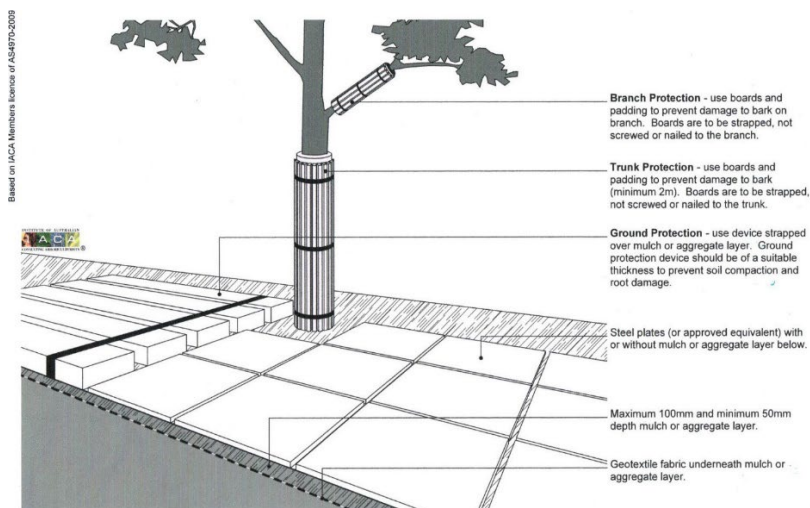 Based on IACA Members licence of AS4970-2009
Branch Protection - use boards and
padding to prevent damage to bark on
branch. Boards are to be strapped, not
screwed or nailed to the branch.
Trunk Protection - use boards and
padding to prevent damage to bark
(minimum 2m). Boards are to be strapped,
not screwed or nailed to the trunk.
INSTITUTE OF AUSTRALIAN
IACA ®
Ground Protection - use device strapped
over mulch or aggregate layer. Ground
protection device should be of a suitable
thickness to prevent soil compaction and
root damage.
Steel plates (or approved equivalent) with
or without mulch or aggregate layer below.
Maximum 100mm and minimum 50mm
depth mulch or aggregate layer.
Geotextile fabric underneath mulch or
aggregate layer.